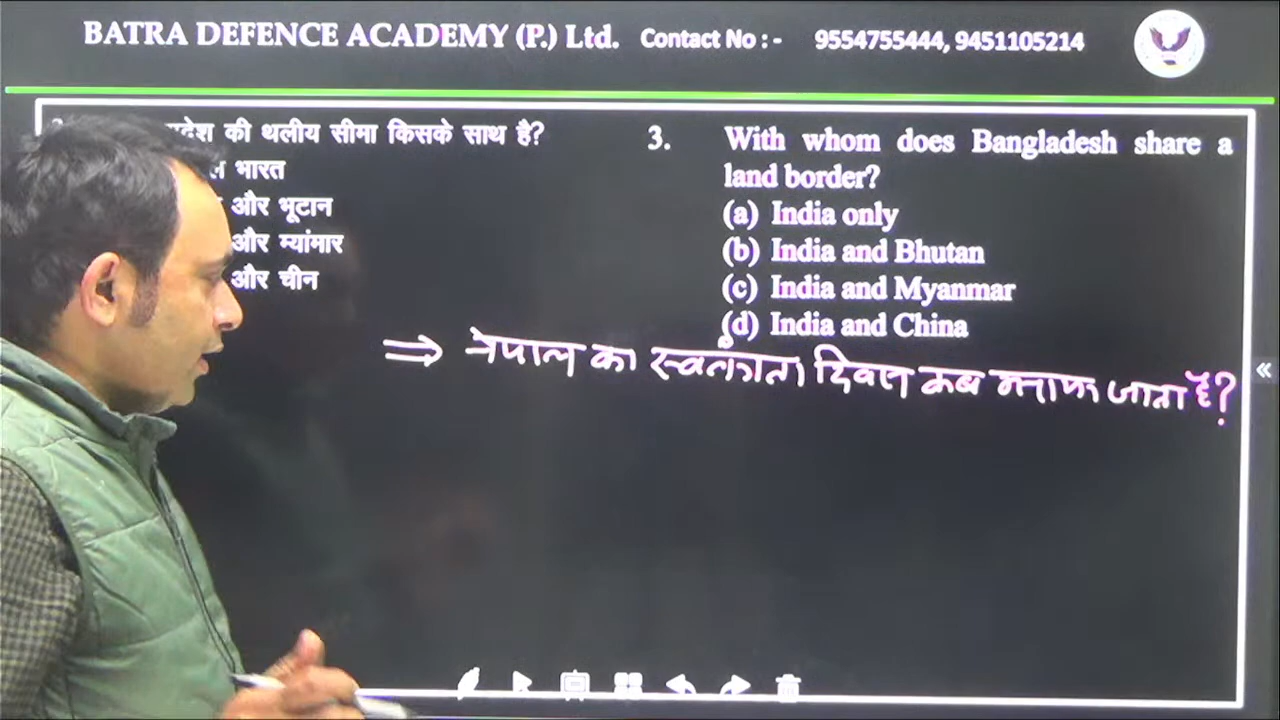 BATRA DEFENCE ACADEMY (P.) Ltd. Contact No : - 9554755444, 9451105214
की थलीय सीमा किसके साथ है?
भारत
और भूटान
और म्यांमार
और चीन
3. With whom does Bangladesh share a
land border?
(a) India only
(b) India and Bhutan
(c) India and Myanmar
(d) India and China
⇒ नेपाल का स्वतंत्रता दिवस कब मनाया जाता है?